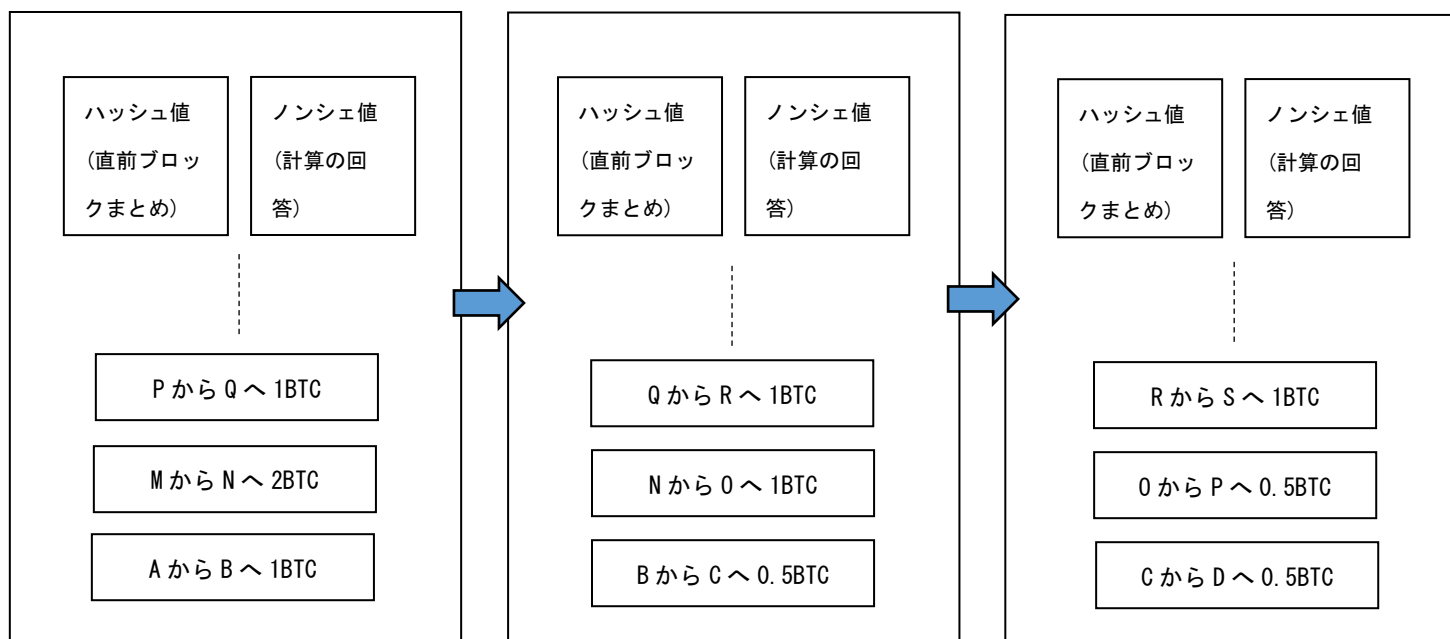 ハッシュ値
(直前ブロッ
クまとめ)
ノンシェ値
(計算の回
答)
PからQへ1BTC
MからNへ2BTC
AからBへ1BTC
ハッシュ値
(直前ブロッ
クまとめ)
ノンシェ値
(計算の回
答)
QからRへ1BTC
NからOへ1BTC
BからCへ0.5BTC
ハッシュ値
(直前ブロッ
クまとめ)
ノンシェ値
(計算の回
答)
RからSへ1BTC
OからPへ0.5BTC
CからDへ0.5BTC